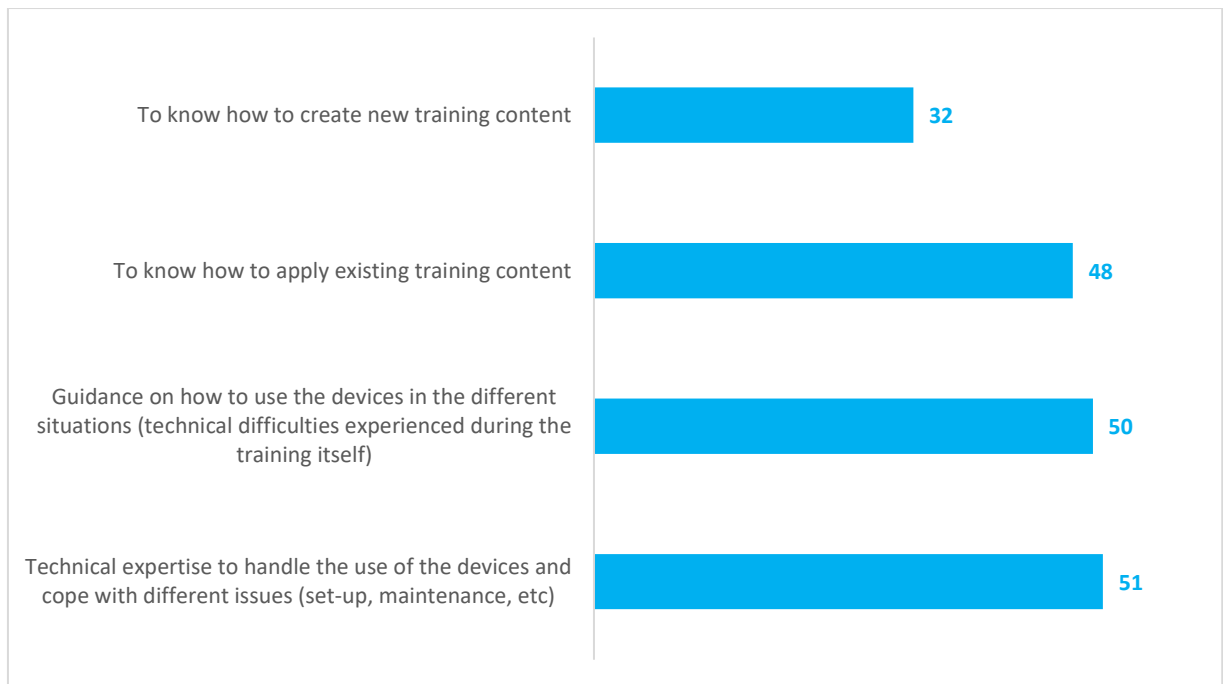 To know how to create new training content
32
To know how to apply existing training content
48
Guidance on how to use the devices in the different
situations (technical difficulties experienced during the
training itself)
50
Technical expertise to handle the use of the devices and
cope with different issues (set-up, maintenance, etc)
51